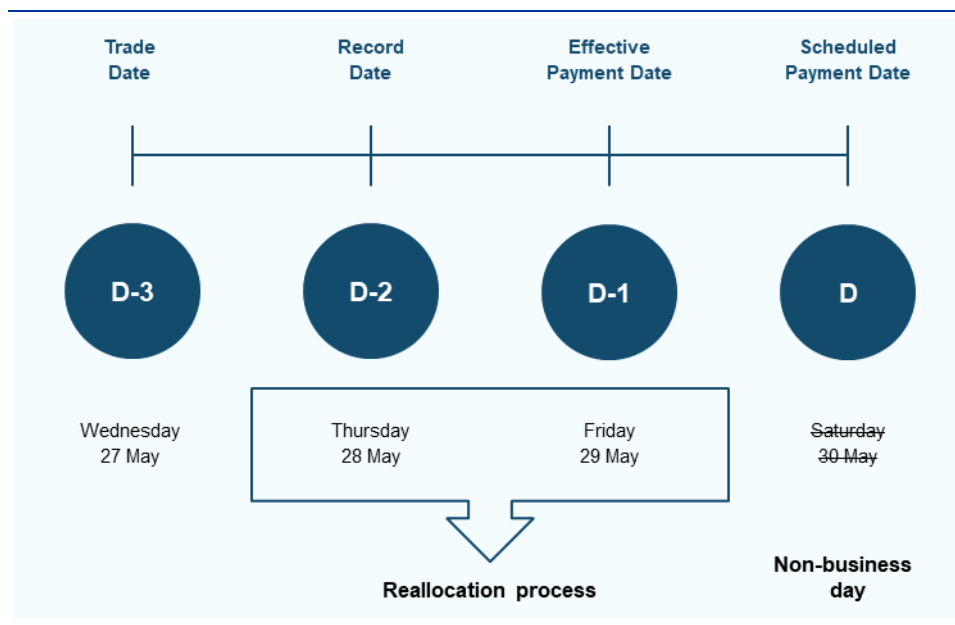 Trade
Date
Record
Date
Effective
Payment Date
Scheduled
Payment Date
D-3
D-2
D-1
D
Wednesday
27 May
Thursday
28 May
Friday
29 May
Saturday
30 May
Reallocation process
Non-business
day